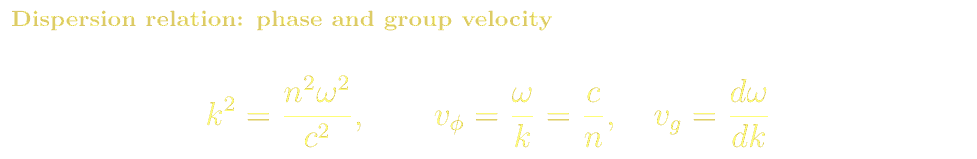 Dispersion relation: phase and group velocity
k² = n²ω²/c², v_ϕ = ω/k = c/n, v_g = dω/dk